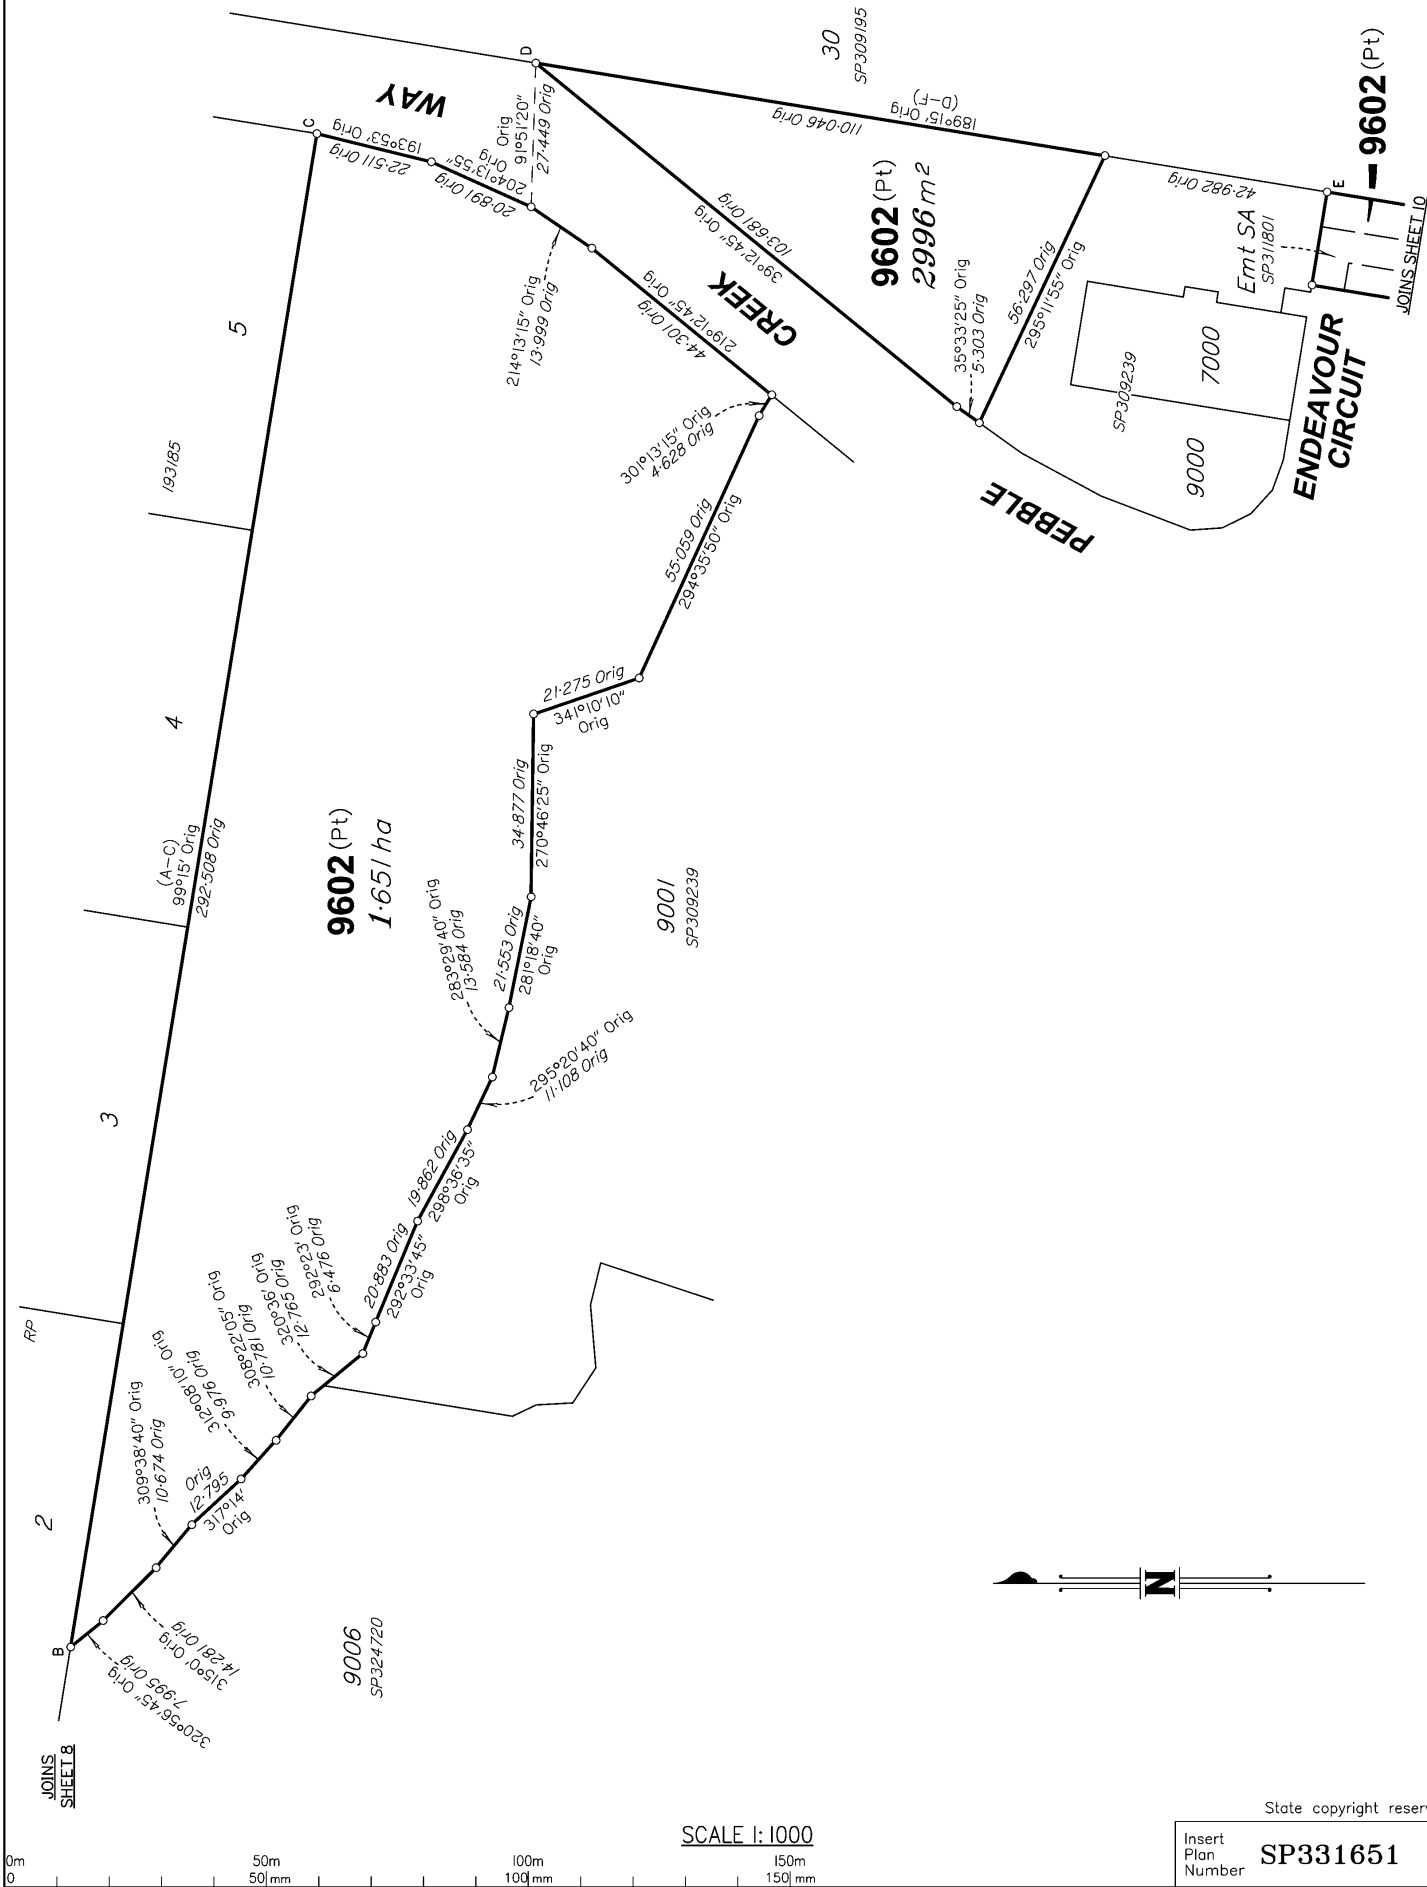 JOINS
SHEET 8
B
320°56'45" Orig
7·995 Orig
315°0' Orig
14·281 Orig
309°38'40" Orig
10·674 Orig
Orig
12·795
317°14'
Orig
312°08'10" Orig
9·976 Orig
308°22'05" Orig
10·781 Orig
320°36' Orig
12·765 Orig
292°23' Orig
6·476 Orig
20·883 Orig
292°33'45"
Orig
19·862 Orig
298°36'35"
Orig
295°20'40" Orig
11·108 Orig
283°29'40" Orig
13·584 Orig
21·553 Orig
281°18'40"
Orig
34·877 Orig
270°46'25" Orig
21·275 Orig
341°10'10"
Orig
55·059 Orig
294°35'50" Orig
301°13'15" Orig
4·628 Orig
2
RP
3
(A-C)
99°15' Orig
292·508 Orig
4
193185
5
9602 (Pt)
1·651 ha
9006
SP324720
9001
SP309239
C
193°53' Orig
22·511 Orig
204°13'55"
Orig
20·891 Orig
214°13'15" Orig
13·999 Orig
219°12'45" Orig
44·301 Orig
WAY
CREEK
PEBBLE
D
Orig
91°51'20"
27·449 Orig
103·681 Orig
39°12'45" Orig
30
SP309195
(D-F)
189°15' Orig
110·046 Orig
9602 (Pt)
2996 m²
35°33'25" Orig
5·303 Orig
56·297 Orig
295°11'55" Orig
42·982 Orig
E
Emt SA
SP311801
9602 (Pt)
JOINS SHEET 10
7000
SP309239
9000
ENDEAVOUR
CIRCUIT
N
SCALE 1:1000
0m 50m 100m 150m
0 50 mm 100 mm 150 mm
State copyright reserv
Insert
Plan
Number
SP331651